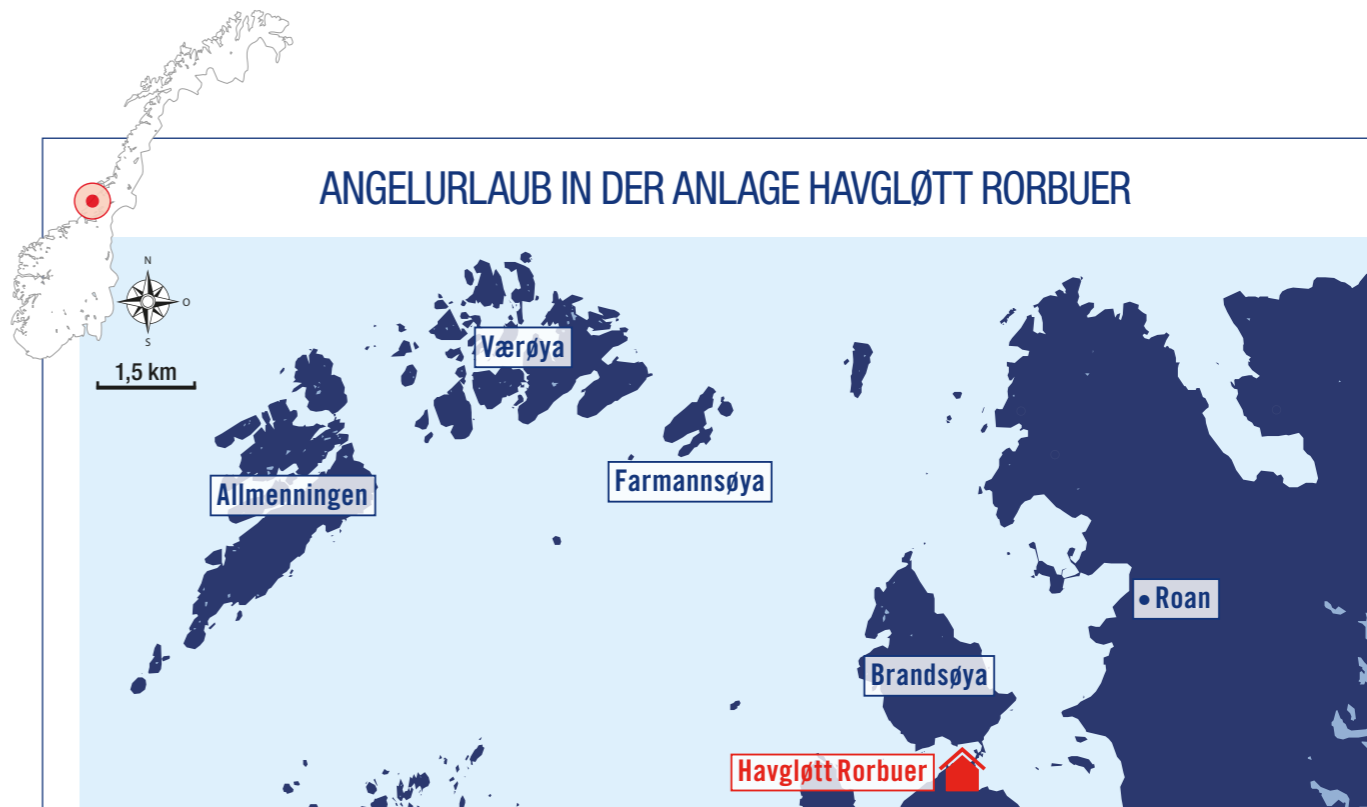 ANGELURLAUB IN DER ANLAGE HAVGLØTT RORBUER
N
O
S
1,5 km
Værøya
Farmannsøya
Allmenningen
Roan
Brandsøya
Havgløtt Rorbuer